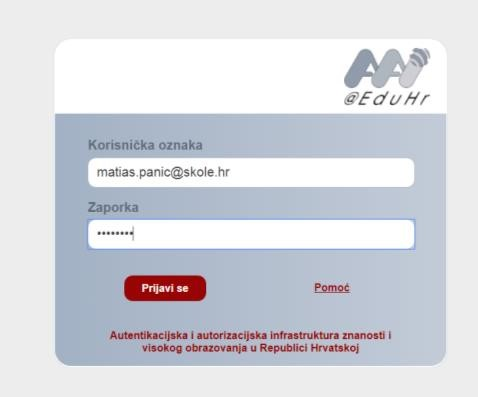 AAI
@EduHr
Korisnička oznaka
matias.panic@skole.hr
Zaporka
••••••••
Prijavi se
Pomoć
Autentikacijska i autorizacijska infrastruktura znanosti i
visokog obrazovanja u Republici Hrvatskoj